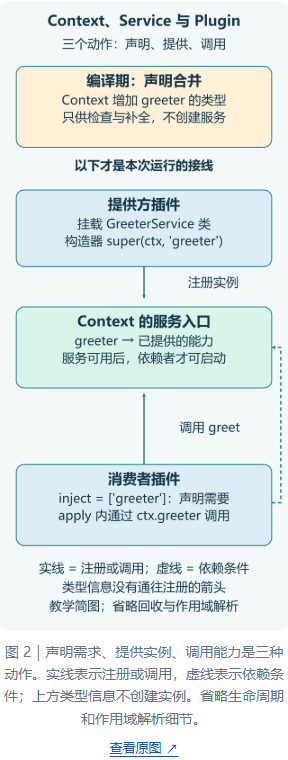 Context、Service 与 Plugin
三个动作：声明、提供、调用
编译期：声明合并
Context 增加 greeter 的类型
只供检查与补全，不创建服务
以下才是本次运行的接线
提供方插件
挂载 GreeterService 类
构造器 super(ctx, 'greeter')
注册实例
Context 的服务入口
greeter → 已提供的能力
服务可用后，依赖者才可启动
调用 greet
消费者插件
inject = ['greeter']：声明需要
apply 内通过 ctx.greeter 调用
实线 = 注册或调用；虚线 = 依赖条件
类型信息没有通往注册的箭头
教学简图；省略回收与作用域解析
图 2｜声明需求、提供实例、调用能力是三种
动作。实线表示注册或调用，虚线表示依赖条
件；上方类型信息不创建实例。省略生命周期
和作用域解析细节。
查看原图 ↗